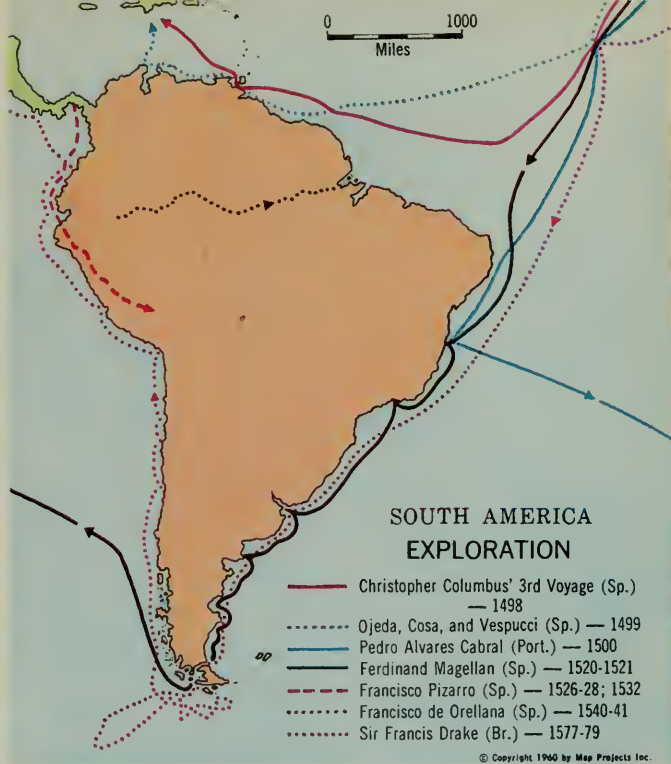 0 1000
Miles
SOUTH AMERICA
EXPLORATION
Christopher Columbus' 3rd Voyage (Sp.)
— 1498
Ojeda, Cosa, and Vespucci (Sp.) — 1499
Pedro Alvares Cabral (Port.) — 1500
Ferdinand Magellan (Sp.) — 1520-1521
Francisco Pizarro (Sp.) — 1526-28; 1532
Francisco de Orellana (Sp.) — 1540-41
Sir Francis Drake (Br.) — 1577-79
© Copyright 1960 by Map Projects Inc.